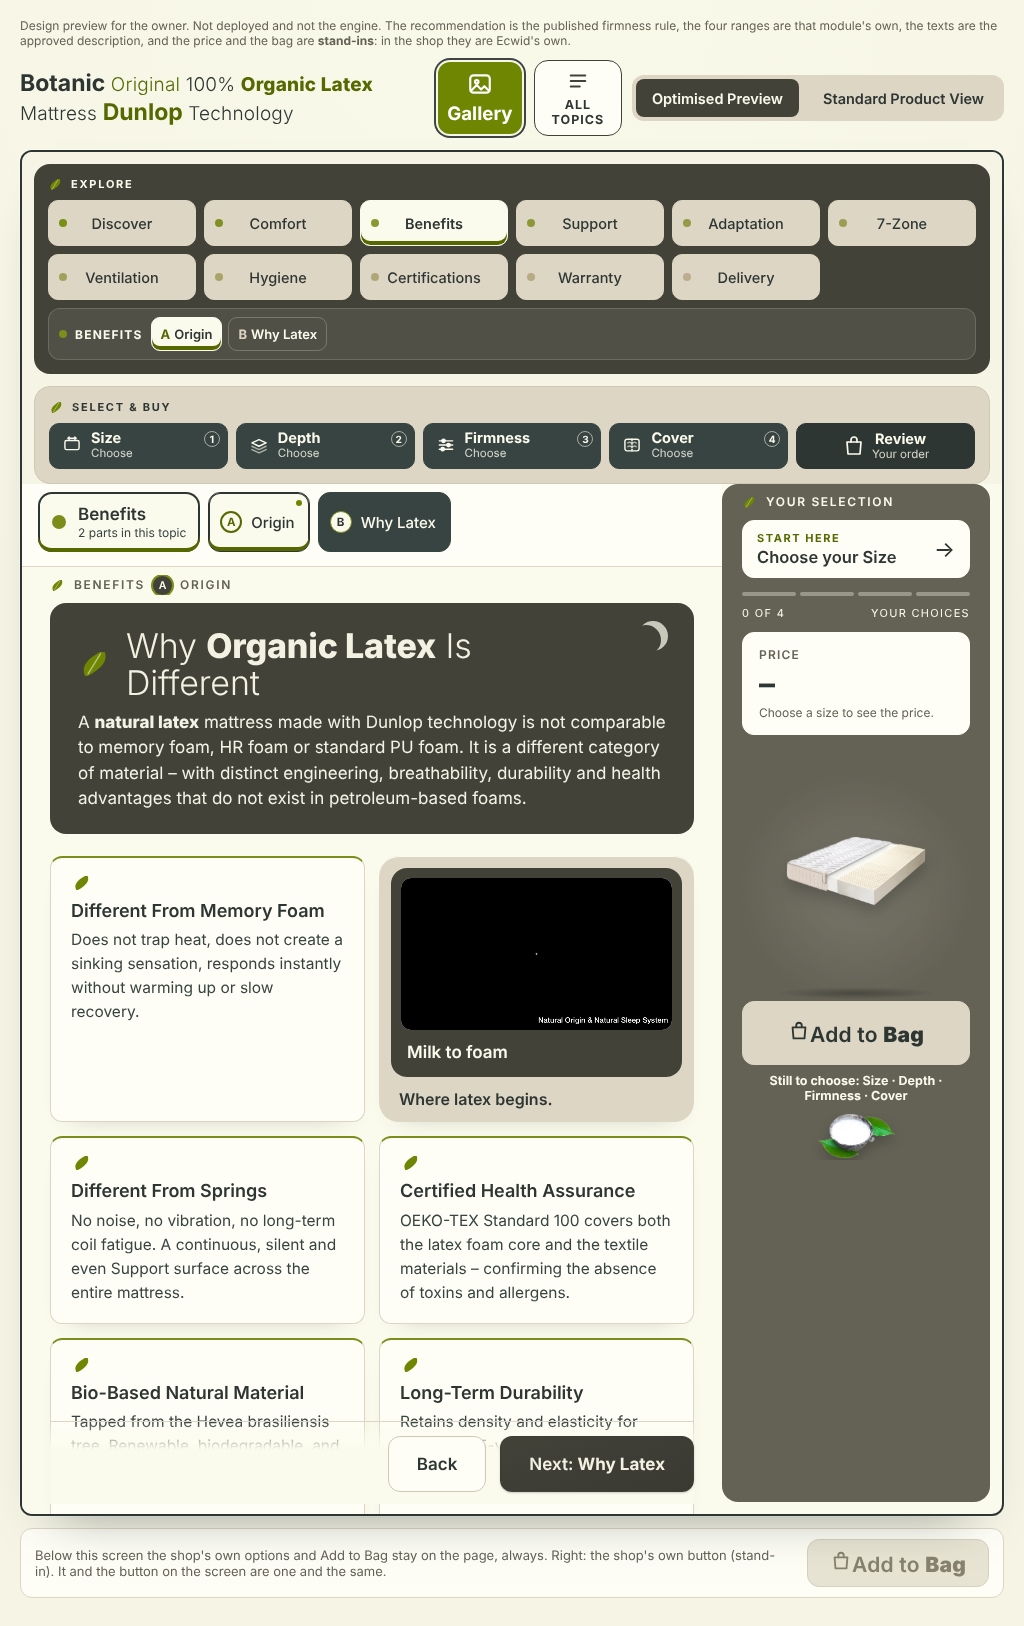 Design preview for the owner. Not deployed and not the engine. The recommendation is the published firmness rule, the four ranges are that module's own, the texts are the
approved description, and the price and the bag are stand-ins: in the shop they are Ecwid's own.
Botanic Original 100% Organic Latex
Mattress Dunlop Technology
Gallery
ALL
TOPICS
Optimised Preview
Standard Product View
EXPLORE
Discover
Comfort
Benefits
Support
Adaptation
7-Zone
Ventilation
Hygiene
Certifications
Warranty
Delivery
BENEFITS
A Origin
B Why Latex
SELECT & BUY
Size
Choose
1
Depth
Choose
2
Firmness
Choose
3
Cover
Choose
4
Review
Your order
Benefits
2 parts in this topic
A Origin
B Why Latex
BENEFITS A ORIGIN
Why Organic Latex Is
Different
A natural latex mattress made with Dunlop technology is not comparable
to memory foam, HR foam or standard PU foam. It is a different category
of material – with distinct engineering, breathability, durability and health
advantages that do not exist in petroleum-based foams.
Different From Memory Foam
Does not trap heat, does not create a
sinking sensation, responds instantly
without warming up or slow
recovery.
Natural Origin & Natural Sleep System
Milk to foam
Where latex begins.
Different From Springs
No noise, no vibration, no long-term
coil fatigue. A continuous, silent and
even Support surface across the
entire mattress.
Certified Health Assurance
OEKO-TEX Standard 100 covers both
the latex foam core and the textile
materials – confirming the absence
of toxins and allergens.
Bio-Based Natural Material
Tapped from the Hevea brasiliensis
tree. Renewable, biodegradable, and
Long-Term Durability
Retains density and elasticity for
Back
Next: Why Latex
YOUR SELECTION
START HERE
Choose your Size
0 OF 4
YOUR CHOICES
PRICE
–
Choose a size to see the price.
Add to Bag
Still to choose: Size · Depth ·
Firmness · Cover
Below this screen the shop's own options and Add to Bag stay on the page, always. Right: the shop's own button (stand-
in). It and the button on the screen are one and the same.
Add to Bag